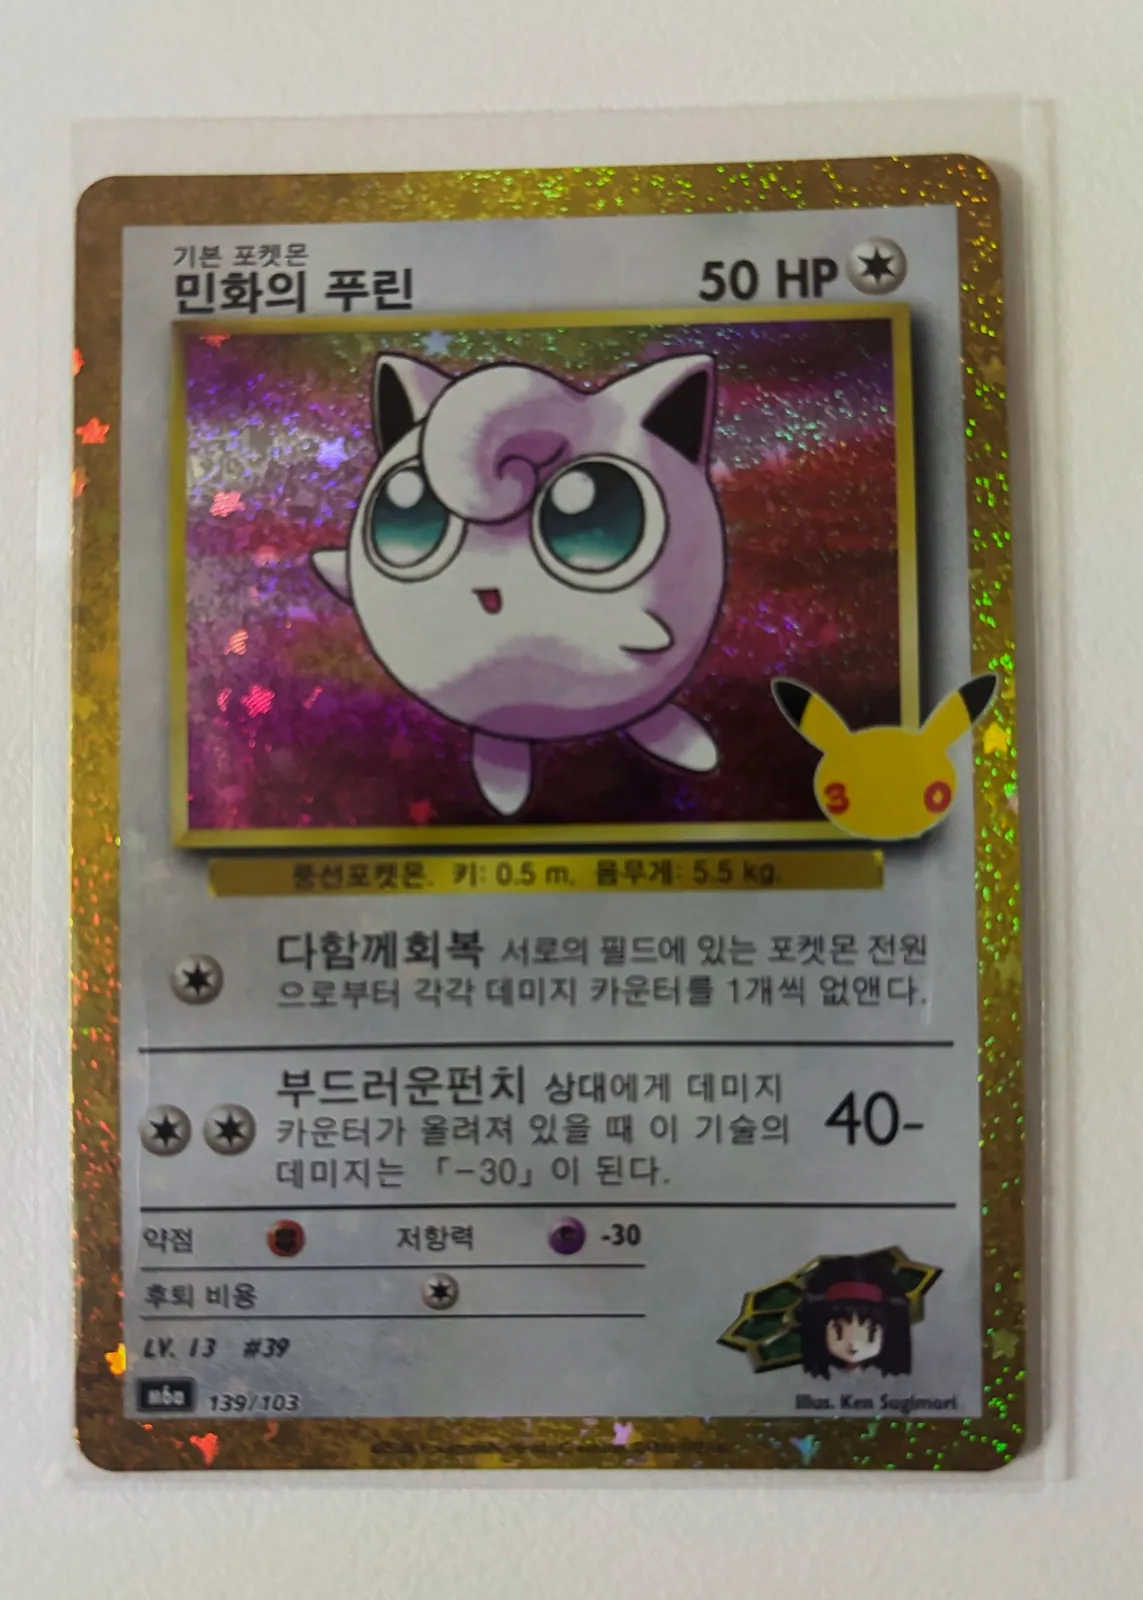 기본 포켓몬
민화의 푸린 50 HP
30
풍선포켓몬. 키: 0.5 m, 몸무게: 5.5 kg.
다함께회복 서로의 필드에 있는 포켓몬 전원
으로부터 각각 데미지 카운터를 1개씩 없앤다.
부드러운펀치 상대에게 데미지
카운터가 올려져 있을 때 이 기술의
데미지는 「-30」이 된다.
40-
약점 저항력 -30
후퇴 비용
LV. 13 #39
m6a 139/103
Illus. Ken Sugimori